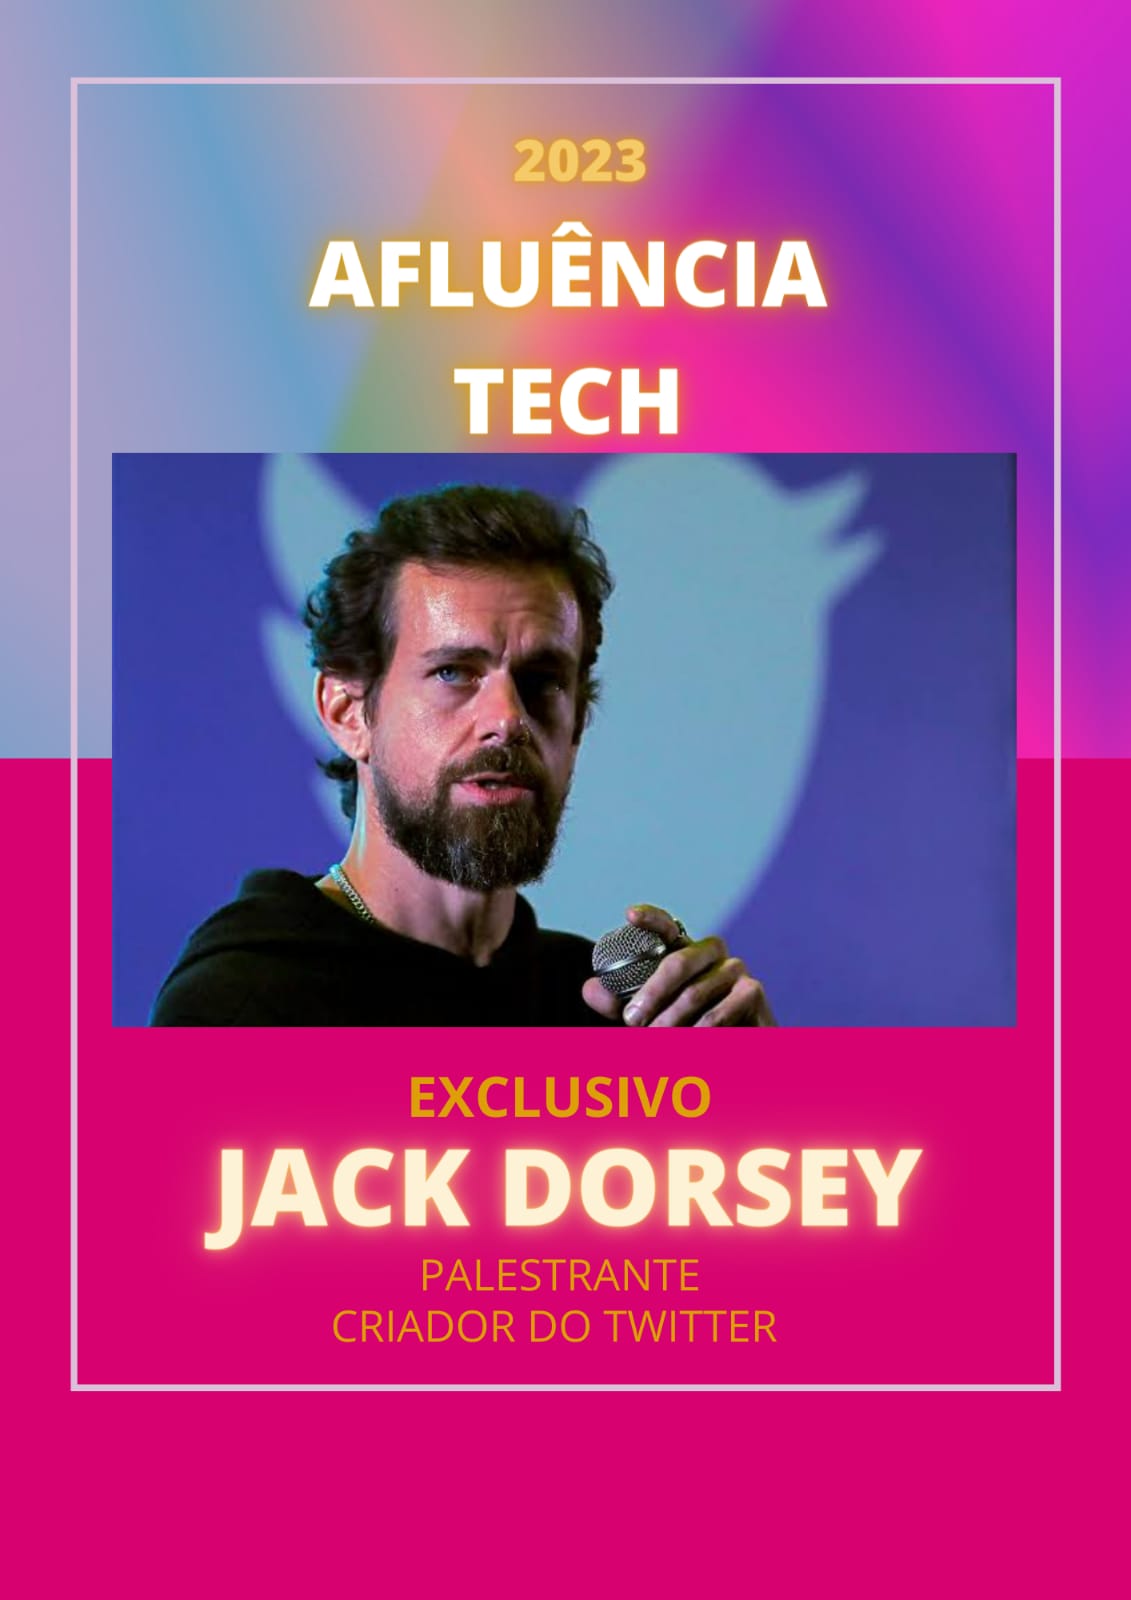 2023
AFLUÊNCIA
TECH
EXCLUSIVO
JACK DORSEY
PALESTRANTE
CRIADOR DO TWITTER